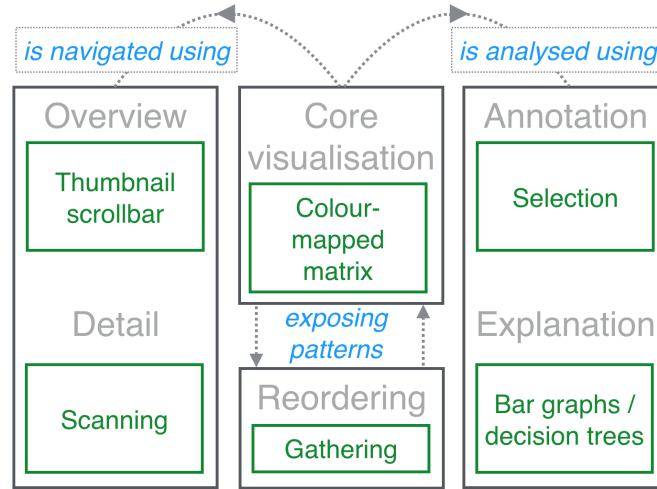 is navigated using
is analysed using
Overview
Thumbnail
scrollbar
Detail
Scanning
Core
visualisation
Colour-
mapped
matrix
exposing
patterns
Reordering
Gathering
Annotation
Selection
Explanation
Bar graphs /
decision trees